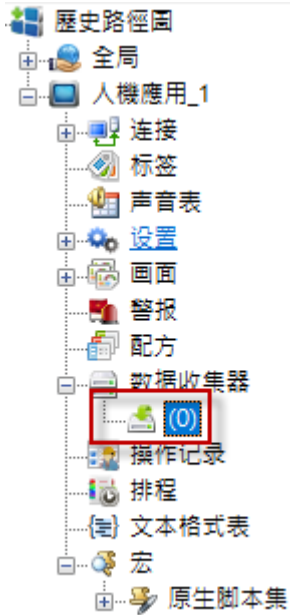 歷史路徑圖
全局
人機應用_1
连接
标签
声音表
设置
画面
警报
配方
数据收集器
(0)
操作记录
排程
文本格式表
宏
原生脚本集